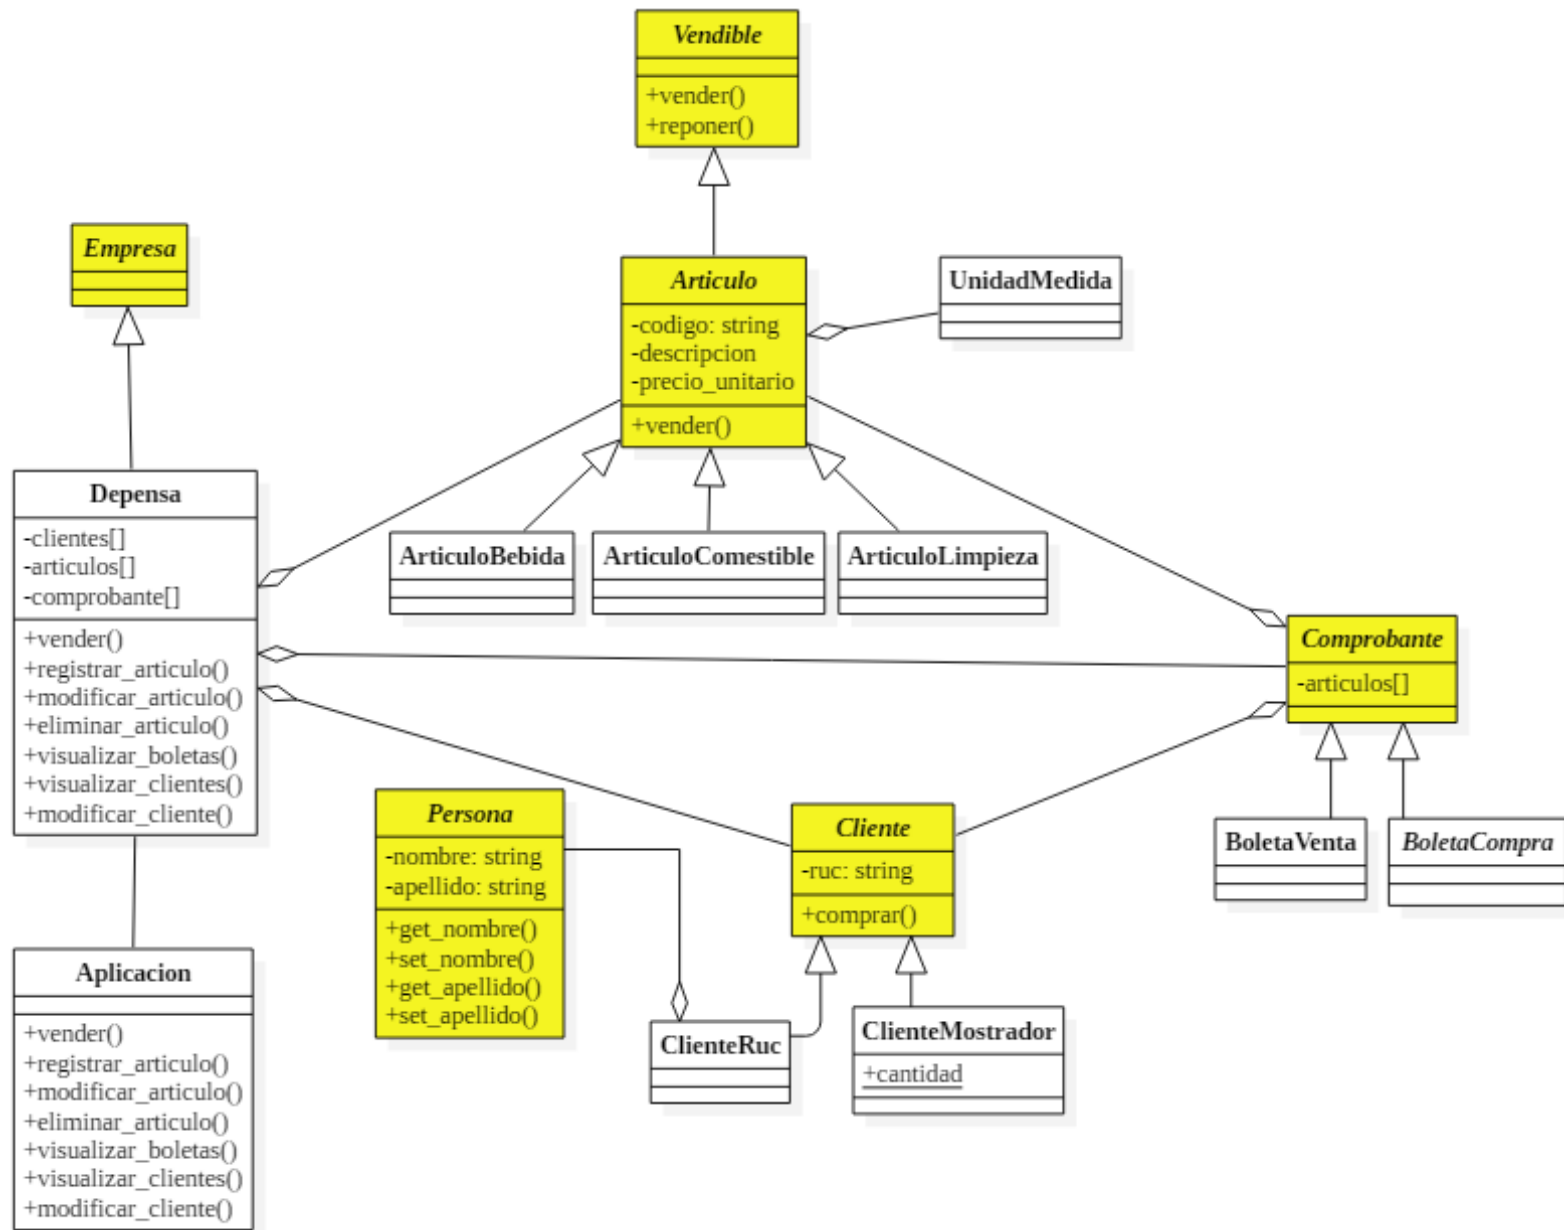 Vendible
+vender()
+reponer()
Empresa
Articulo
-codigo: string
-descripcion
-precio_unitario
+vender()
UnidadMedida
Depensa
-clientes[]
-articulos[]
-comprobante[]
+vender()
+registrar_articulo()
+modificar_articulo()
+eliminar_articulo()
+visualizar_boletas()
+visualizar_clientes()
+modificar_cliente()
ArticuloBebida
ArticuloComestible
ArticuloLimpieza
Comprobante
-articulos[]
Persona
-nombre: string
-apellido: string
+get_nombre()
+set_nombre()
+get_apellido()
+set_apellido()
Cliente
-ruc: string
+comprar()
BoletaVenta
BoletaCompra
Aplicacion
+vender()
+registrar_articulo()
+modificar_articulo()
+eliminar_articulo()
+visualizar_boletas()
+visualizar_clientes()
+modificar_cliente()
ClienteRuc
ClienteMostrador
+cantidad